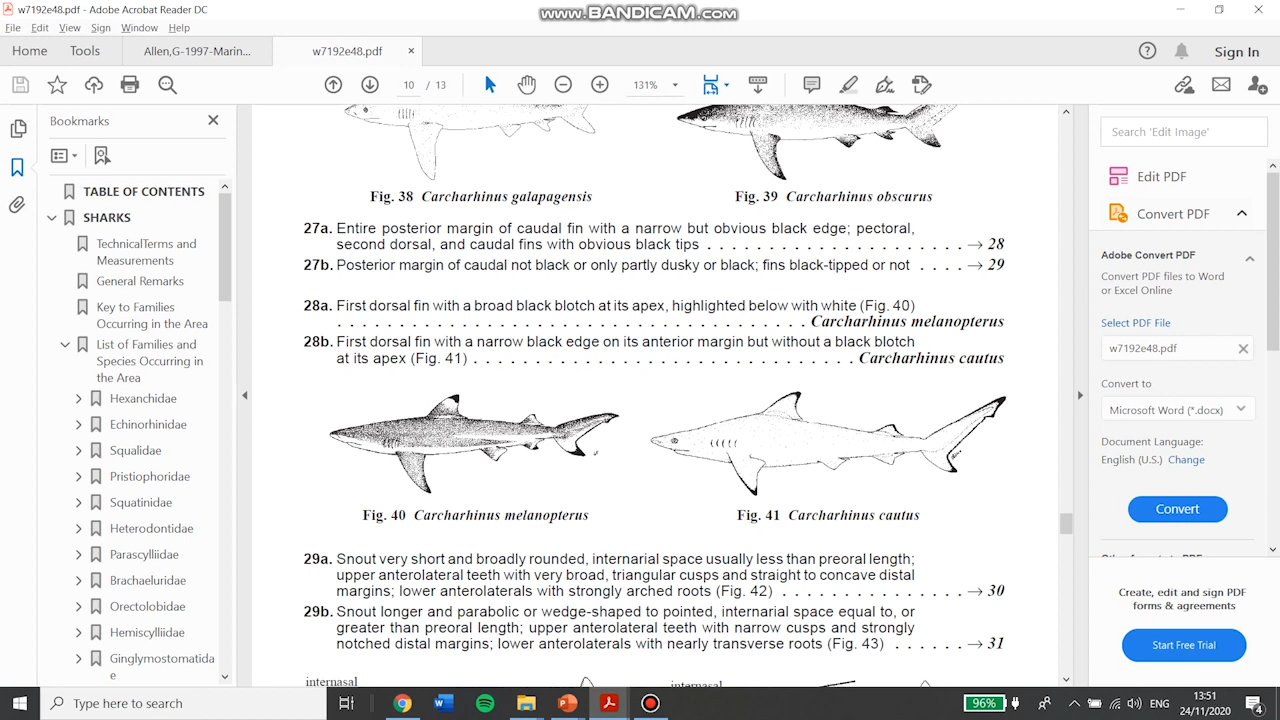 w7192e48.pdf - Adobe Acrobat Reader DC
www.BANDICAM.com
File Edit View Sign Window Help
Home Tools Allen,G-1997-Marin... w7192e48.pdf × ? Sign In
10 / 13 131%
Bookmarks
TABLE OF CONTENTS
SHARKS
TechnicalTerms and
Measurements
General Remarks
Key to Families
Occurring in the Area
List of Families and
Species Occurring in
the Area
Hexanchidae
Echinorhinidae
Squalidae
Pristiophoridae
Squatinidae
Heterodontidae
Parascylliidae
Brachaeluridae
Orectolobidae
Hemiscylliidae
Ginglymostomatida
e
Fig. 38 Carcharhinus galapagensis
Fig. 39 Carcharhinus obscurus
27a. Entire posterior margin of caudal fin with a narrow but obvious black edge; pectoral,
second dorsal, and caudal fins with obvious black tips . . . . . . . . . . . . . . . . . . . . . → 28
27b. Posterior margin of caudal not black or only partly dusky or black; fins black-tipped or not . . . . → 29
28a. First dorsal fin with a broad black blotch at its apex, highlighted below with white (Fig. 40)
. . . . . . . . . . . . . . . . . . . . . . . . . . . . . . . . . . . . . . Carcharhinus melanopterus
28b. First dorsal fin with a narrow black edge on its anterior margin but without a black blotch
at its apex (Fig. 41) . . . . . . . . . . . . . . . . . . . . . . . . . . . . . . Carcharhinus cautus
Fig. 40 Carcharhinus melanopterus
Fig. 41 Carcharhinus cautus
29a. Snout very short and broadly rounded, internarial space usually less than preoral length;
upper anterolateral teeth with very broad, triangular cusps and straight to concave distal
margins; lower anterolaterals with strongly arched roots (Fig. 42) . . . . . . . . . . . . . . . → 30
29b. Snout longer and parabolic or wedge-shaped to pointed, internarial space equal to, or
greater than preoral length; upper anterolateral teeth with narrow cusps and strongly
notched distal margins; lower anterolaterals with nearly transverse roots (Fig. 43) . . . . . . → 31
internasal
internasal
Search 'Edit Image'
Edit PDF
Convert PDF
Adobe Convert PDF
Convert PDF files to Word
or Excel Online
Select PDF File
w7192e48.pdf
Convert to
Microsoft Word (*.docx)
Document Language:
English (U.S.) Change
Convert
Create, edit and sign PDF
forms & agreements
Start Free Trial
Type here to search
96%
ENG
13:51
24/11/2020
4